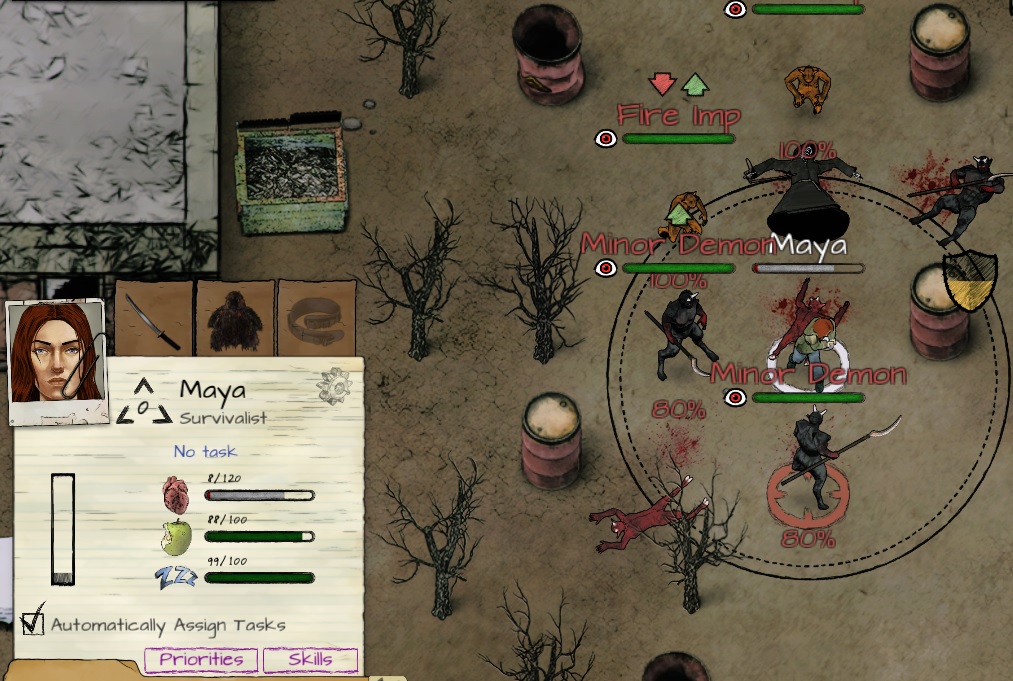 Fire Imp
100%
Minor Demon
Maya
100%
Minor Demon
80%
80%
Maya
0
Survivalist
No task
8/120
88/100
99/100
Automatically Assign Tasks
Priorities
Skills